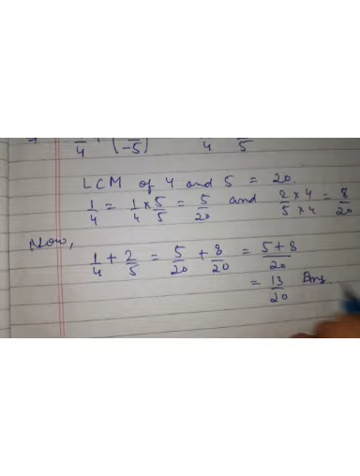 LCM of 4 and 5 = 20.
1/4 = 1/4 × 5/5 = 5/20 and 2/5 × 4/4 = 8/20
Now,
1/4 + 2/5 = 5/20 + 8/20 = 5+8/20
= 13/20 Ans.